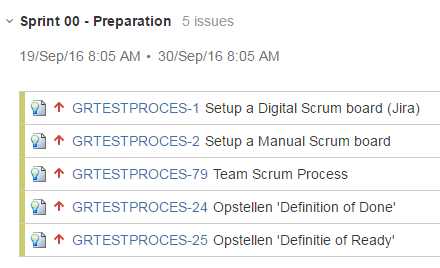 Sprint 00 - Preparation 5 issues
19/Sep/16 8:05 AM • 30/Sep/16 8:05 AM
GRTESTPROCES-1 Setup a Digital Scrum board (Jira)
GRTESTPROCES-2 Setup a Manual Scrum board
GRTESTPROCES-79 Team Scrum Process
GRTESTPROCES-24 Opstellen 'Definition of Done'
GRTESTPROCES-25 Opstellen 'Definitie of Ready'